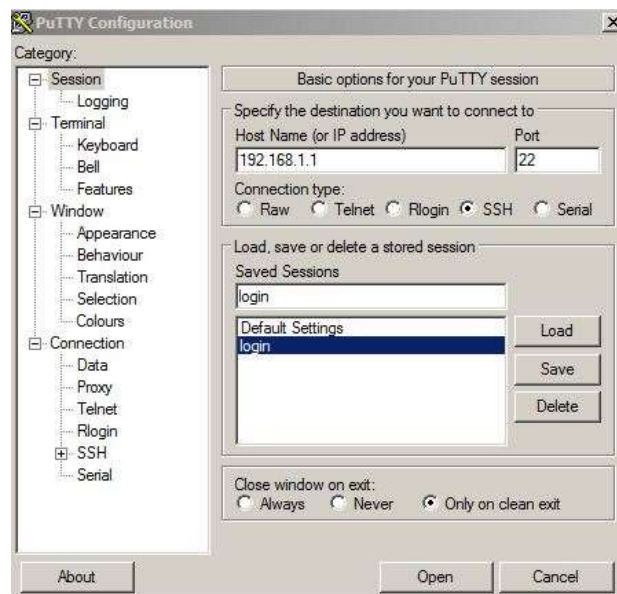 PuTTY Configuration
Category:
Session
Logging
Terminal
Keyboard
Bell
Features
Window
Appearance
Behaviour
Translation
Selection
Colours
Connection
Data
Proxy
Telnet
Rlogin
SSH
Serial
Basic options for your PuTTY session
Specify the destination you want to connect to
Host Name (or IP address) Port
192.168.1.1 22
Connection type:
Raw Telnet Rlogin SSH Serial
Load, save or delete a stored session
Saved Sessions
login
Default Settings
login
Load
Save
Delete
Close window on exit:
Always Never Only on clean exit
About Open Cancel